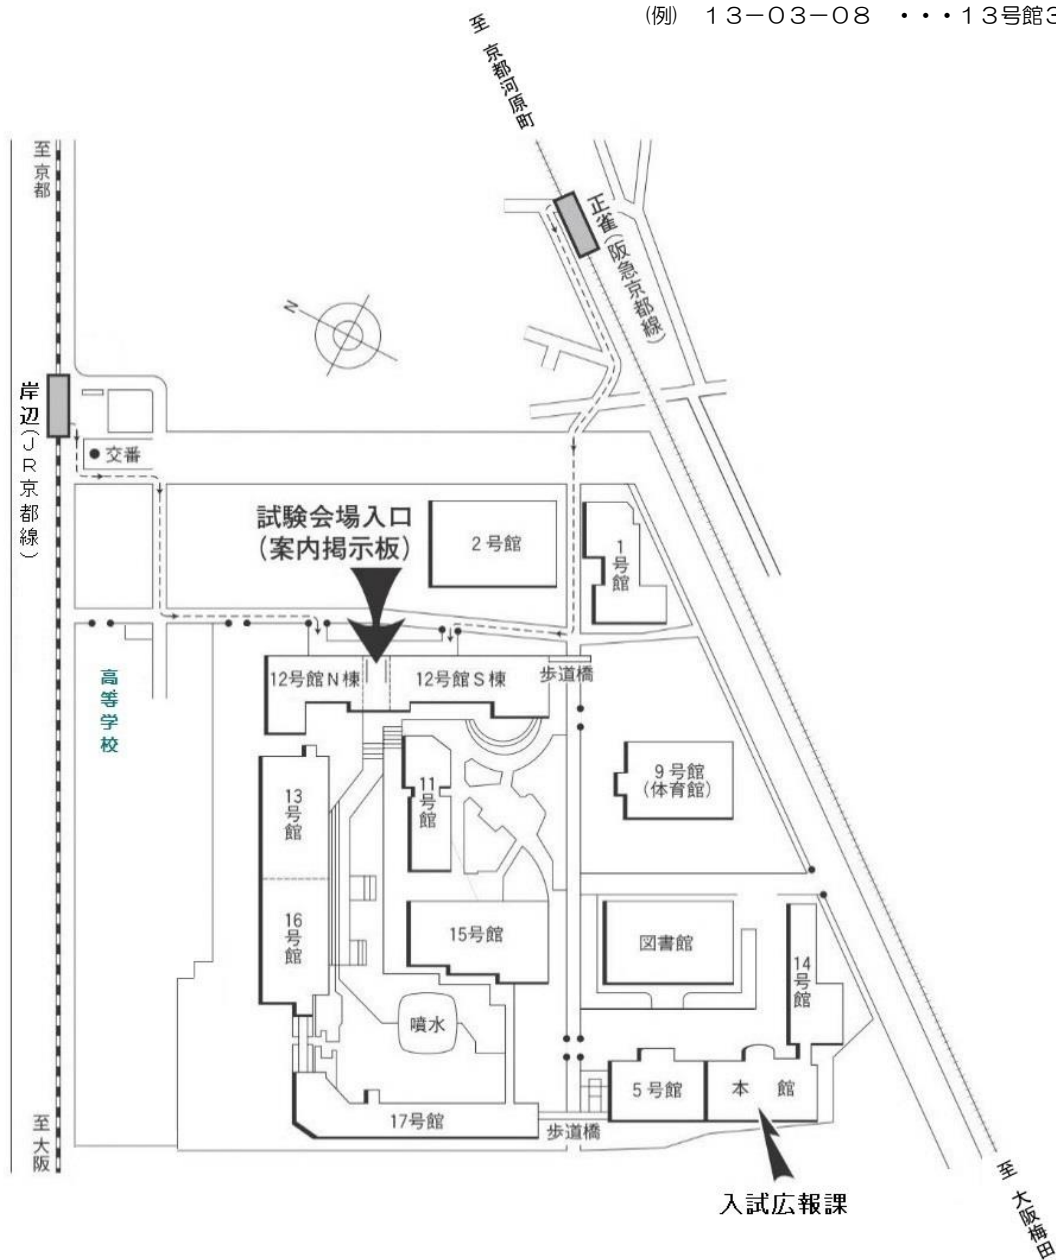 (例) 13−03−08 ・・・13号館3
至 京都河原町
至 京都
正雀(阪急京都線)
N
岸辺(JR京都線)
交番
試験会場入口
(案内掲示板)
2号館
1号館
高等学校
12号館N棟
12号館S棟
歩道橋
13号館
11号館
9号館
(体育館)
16号館
15号館
図書館
14号館
噴水
5号館
本 館
17号館
歩道橋
至 大阪
入試広報課
至 大阪梅田